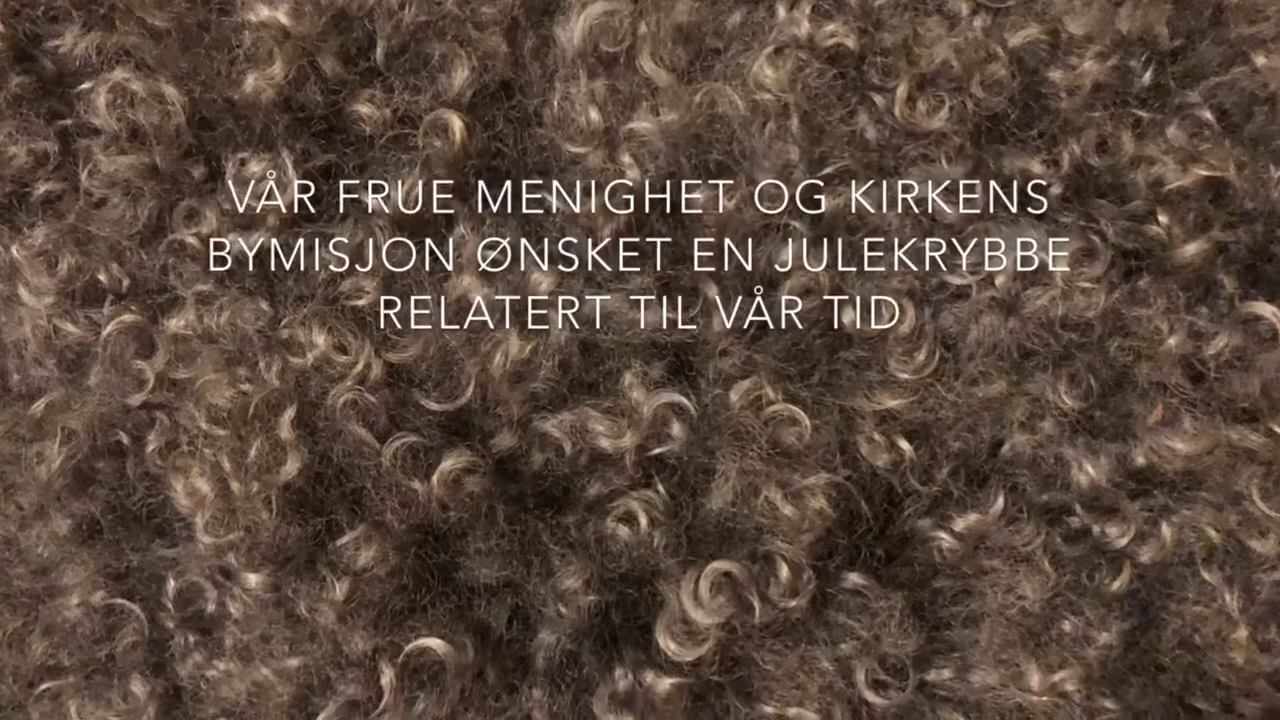 VÅR FRUE MENIGHET OG KIRKENS
BYMISJON ØNSKET EN JULEKRYBBE
RELATERT TIL VÅR TID